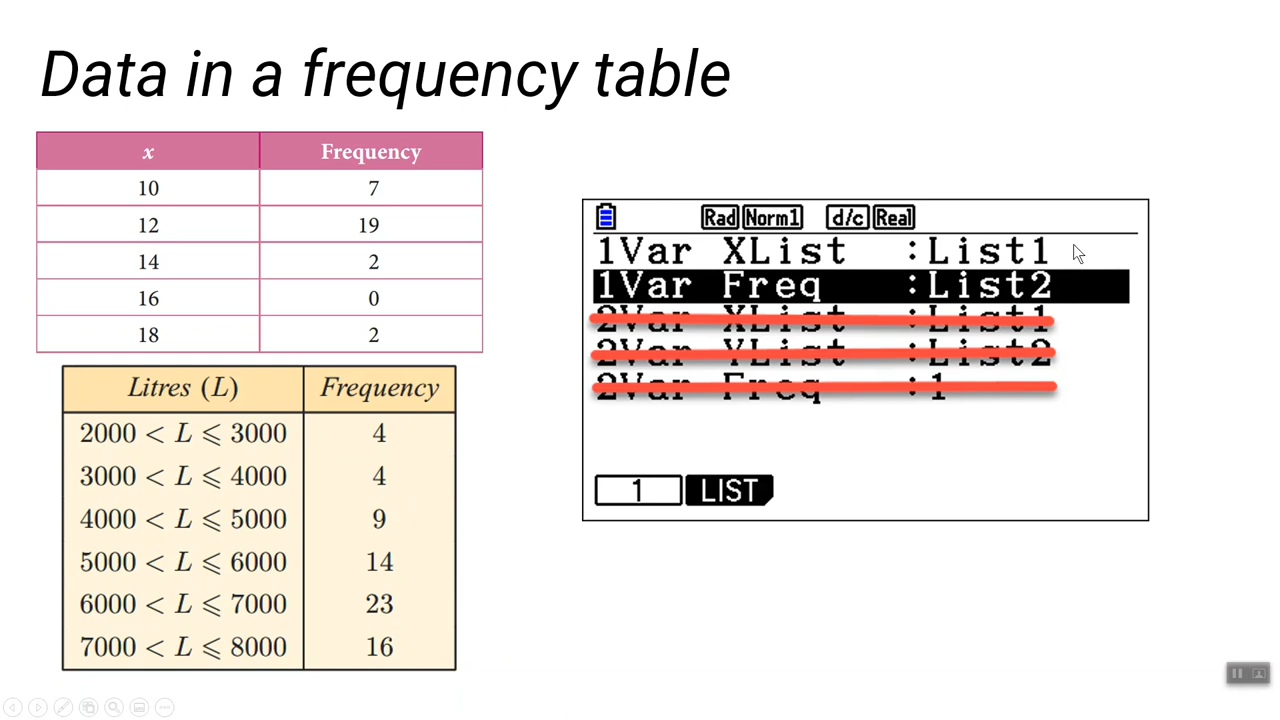 Data in a frequency table
x Frequency
10 7
12 19
14 2
16 0
18 2
Litres (L) Frequency
2000 < L ⩽ 3000 4
3000 < L ⩽ 4000 4
4000 < L ⩽ 5000 9
5000 < L ⩽ 6000 14
6000 < L ⩽ 7000 23
7000 < L ⩽ 8000 16
Rad Norm1 d/c Real
1Var XList :List1
1Var Freq :List2
2Var XList :List1
2Var YList :List2
2Var Freq :1
1 LIST